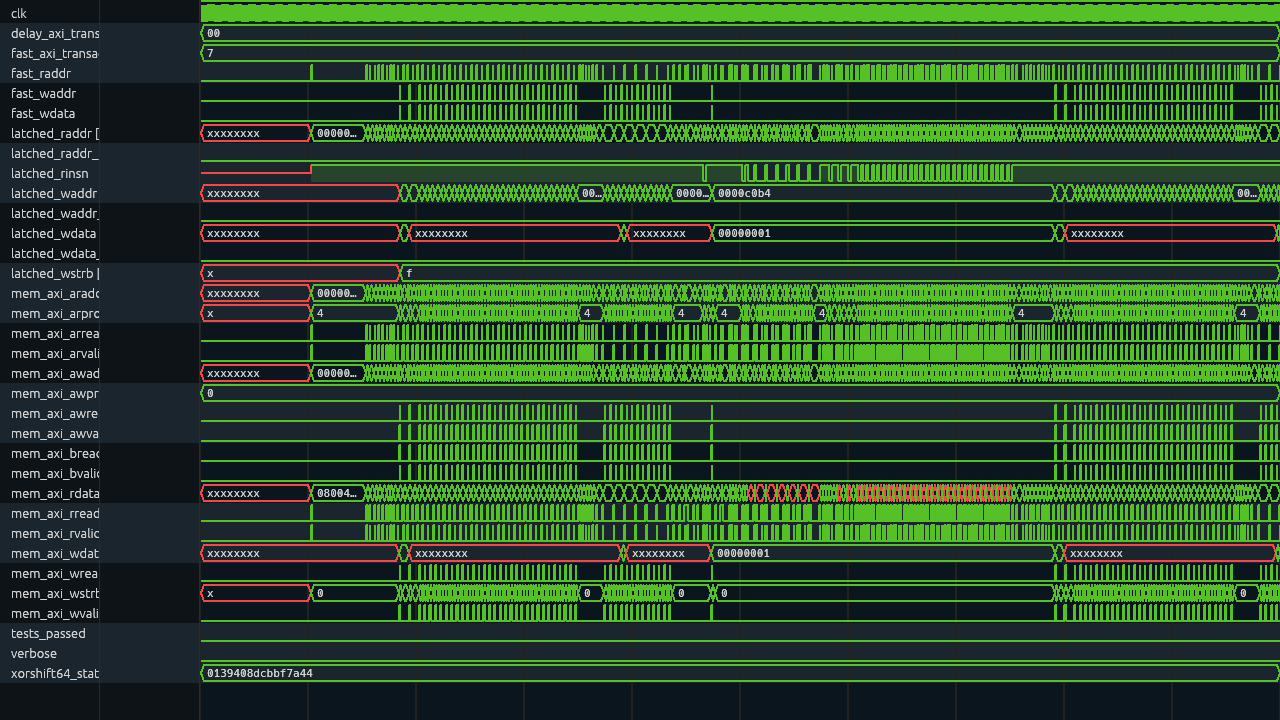 clk
delay_axi_trans 00
fast_axi_transa 7
fast_raddr
fast_waddr
fast_wdata
latched_raddr [ xxxxxxxx 00000…
latched_raddr_
latched_rinsn
latched_waddr xxxxxxxx 00… 0000… 0000c0b4 00…
latched_waddr_
latched_wdata xxxxxxxx xxxxxxxx xxxxxxxx 00000001 xxxxxxxx
latched_wdata_
latched_wstrb [ x f
mem_axi_araddr xxxxxxxx 00000…
mem_axi_arpro x 4 4 4 4 4 4 4
mem_axi_arrea
mem_axi_arvali
mem_axi_awad xxxxxxxx 00000…
mem_axi_awpr 0
mem_axi_awre
mem_axi_awva
mem_axi_breac
mem_axi_bvalic
mem_axi_rdata xxxxxxxx 08004…
mem_axi_rread
mem_axi_rvalic
mem_axi_wdat xxxxxxxx xxxxxxxx xxxxxxxx 00000001 xxxxxxxx
mem_axi_wrea
mem_axi_wstrb x 0 0 0 0 0
mem_axi_wvali
tests_passed
verbose
xorshift64_stat 0139408dcbbf7a44